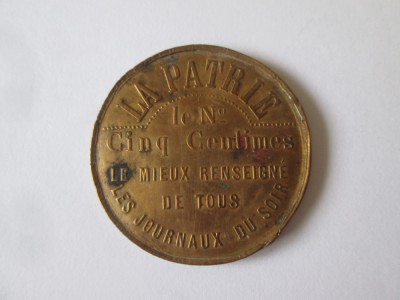 LA PATRIE
le No
Cinq Centimes
LE MIEUX RENSEIGNÉ
DE TOUS
LES JOURNAUX DU SOIR